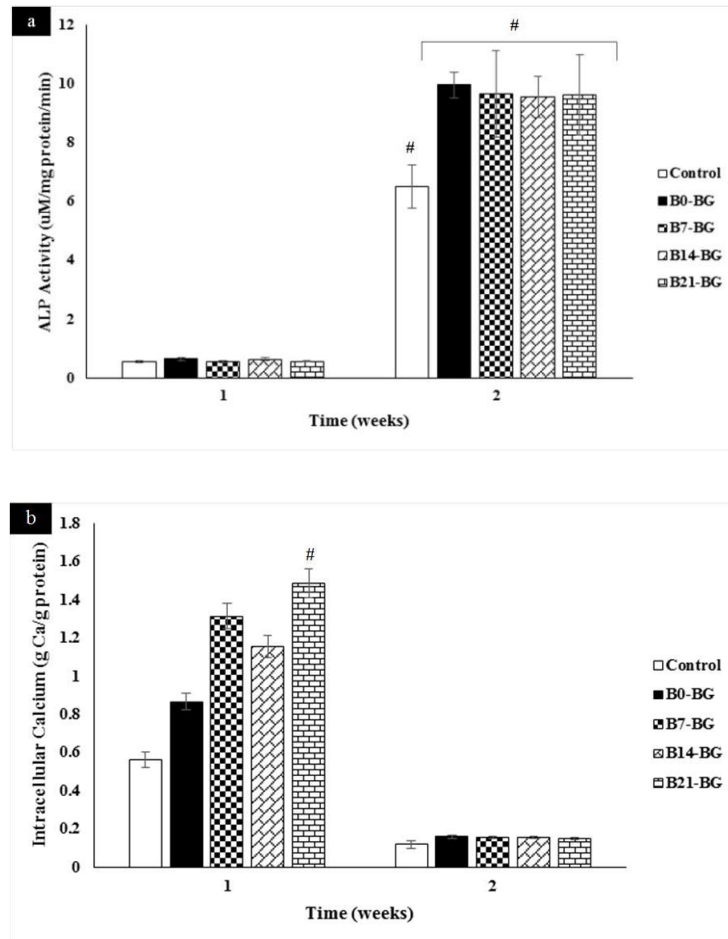 a
ALP Activity (uM/mg protein/min)
12
10
8
6
4
2
0
#
#
1
2
Time (weeks)
Control
B0-BG
B7-BG
B14-BG
B21-BG
b
Intracellular Calcium (g Ca/g protein)
1.8
1.6
1.4
1.2
1
0.8
0.6
0.4
0.2
0
#
1
2
Time (weeks)
Control
B0-BG
B7-BG
B14-BG
B21-BG